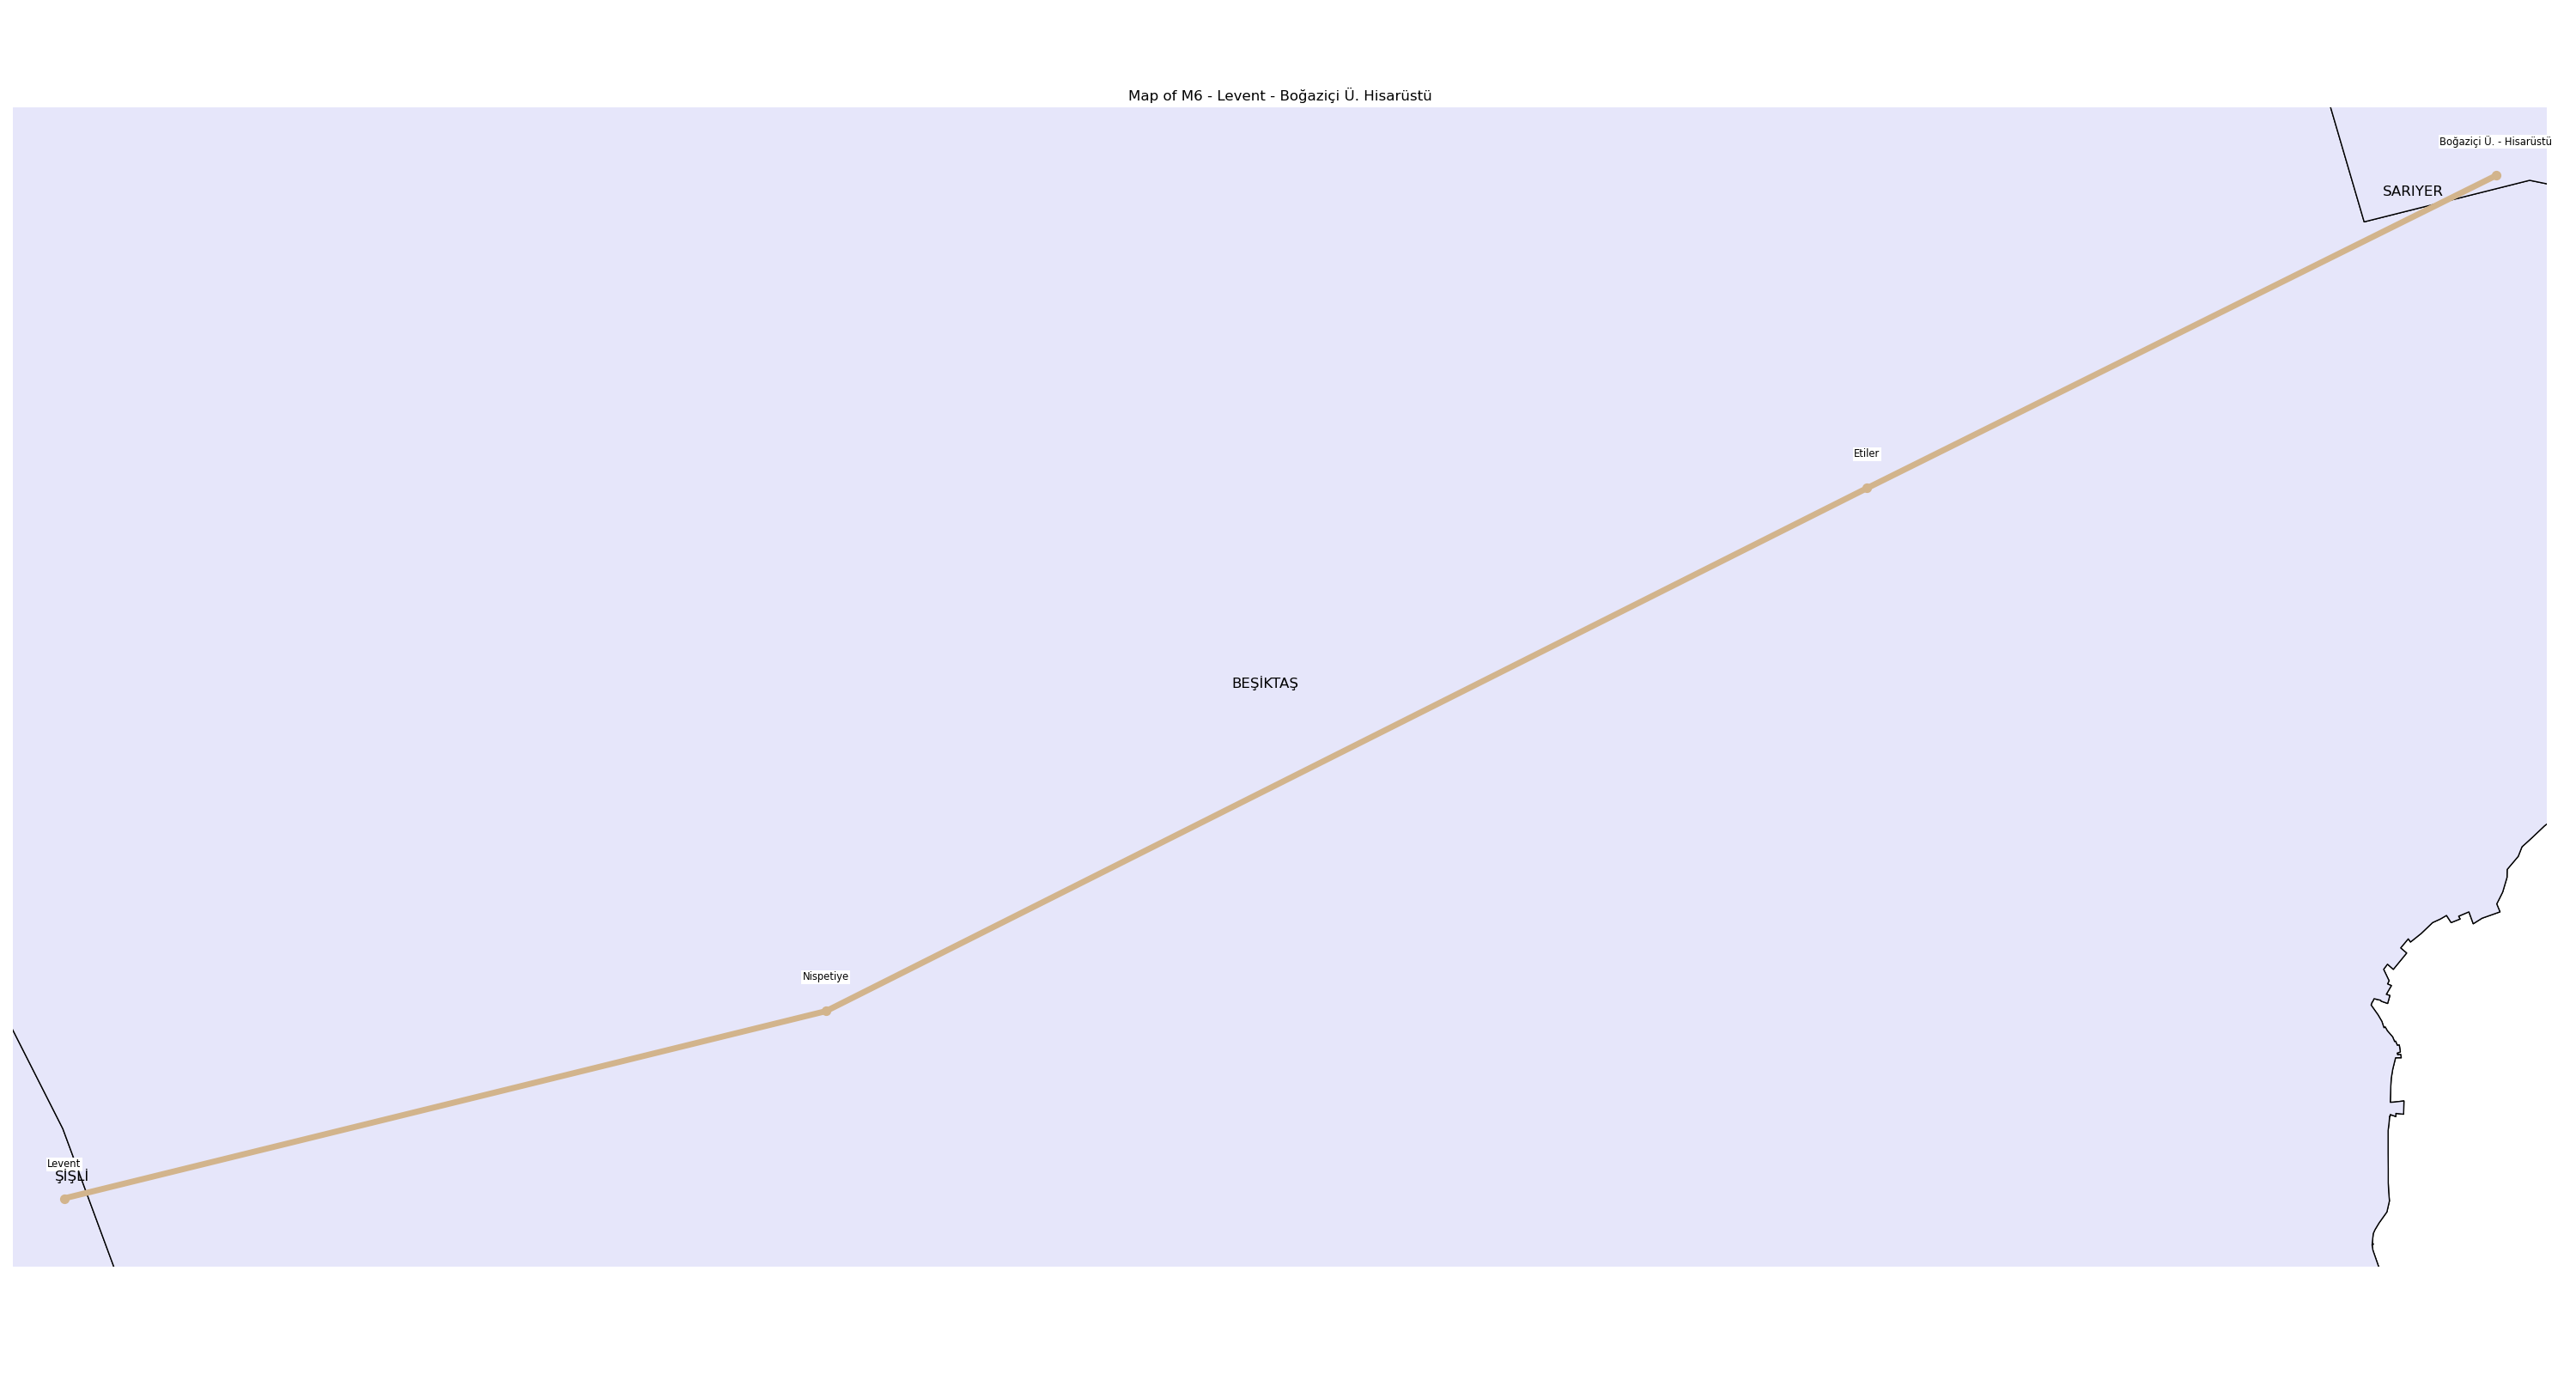 Map of M6 - Levent - Boğaziçi Ü. Hisarüstü
Boğaziçi Ü. - Hisarüstü
SARIYER
Etiler
BEŞİKTAŞ
Nispetiye
Levent
ŞİŞLİ